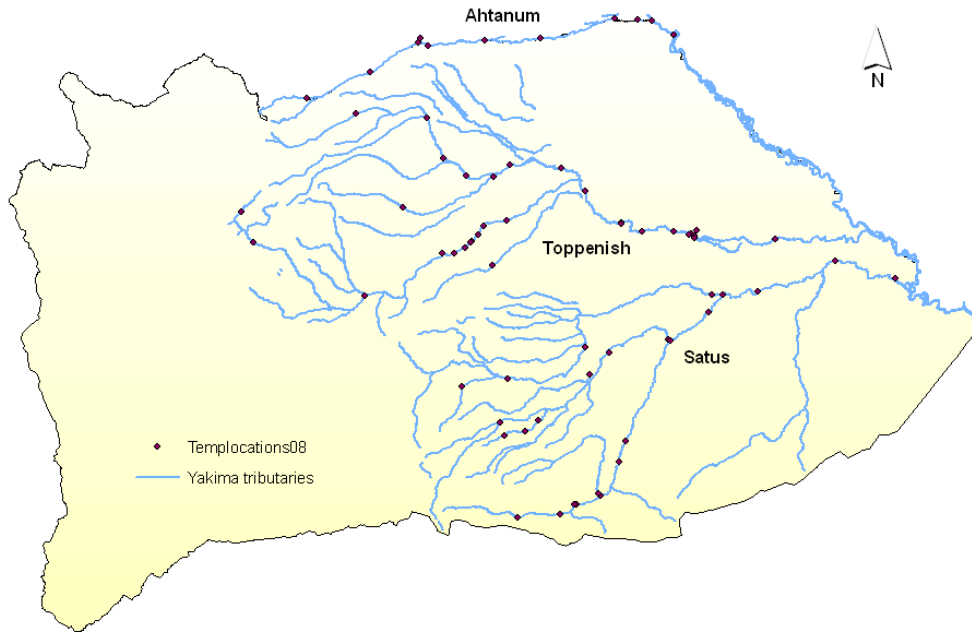 Ahtanum
N
Toppenish
Satus
Templocations08
Yakima tributaries